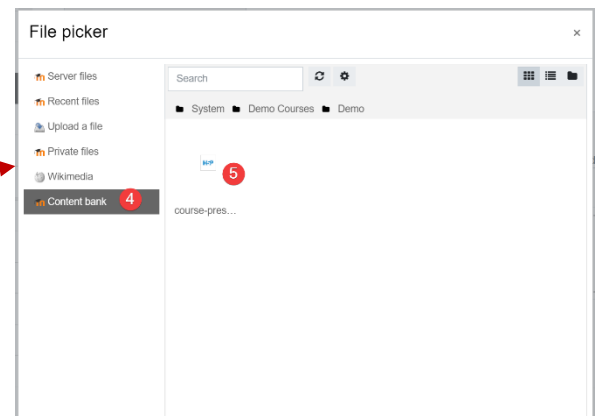 File picker
×
Server files
Recent files
Upload a file
Private files
Wikimedia
Content bank 4
Search
System Demo Courses Demo
H-P
5
course-pres...